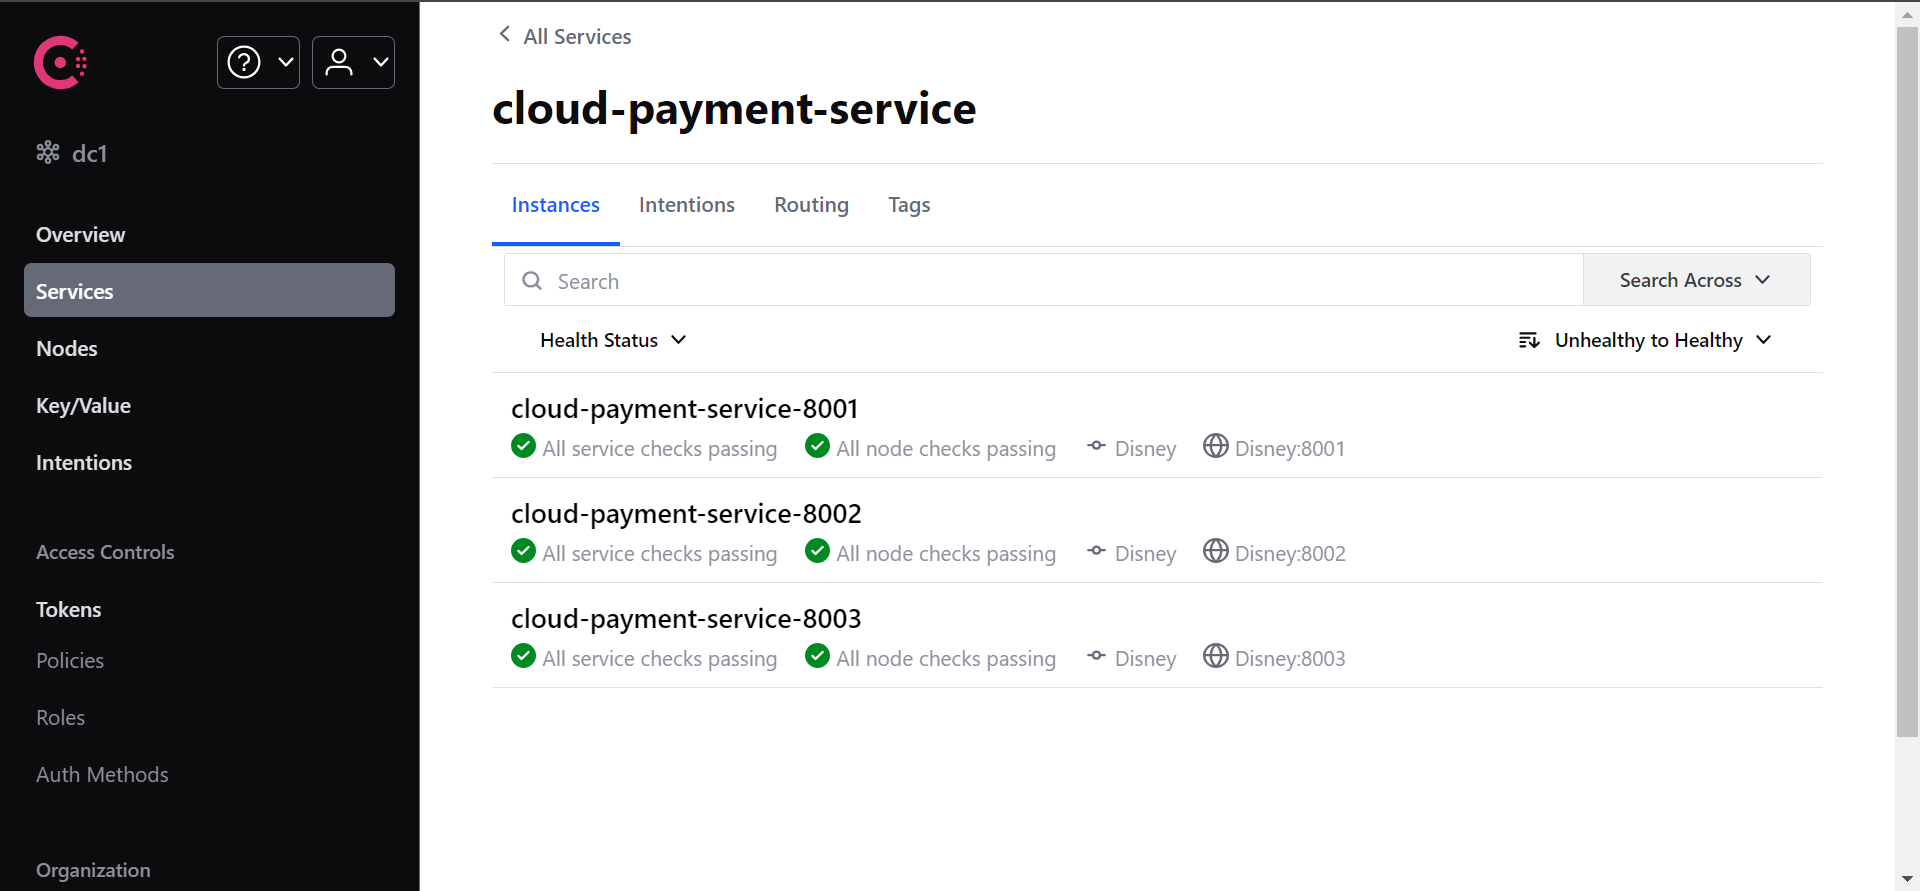 dc1
Overview
Services
Nodes
Key/Value
Intentions
Access Controls
Tokens
Policies
Roles
Auth Methods
Organization
All Services
cloud-payment-service
Instances Intentions Routing Tags
Search Search Across
Health Status Unhealthy to Healthy
cloud-payment-service-8001
All service checks passing All node checks passing Disney Disney:8001
cloud-payment-service-8002
All service checks passing All node checks passing Disney Disney:8002
cloud-payment-service-8003
All service checks passing All node checks passing Disney Disney:8003